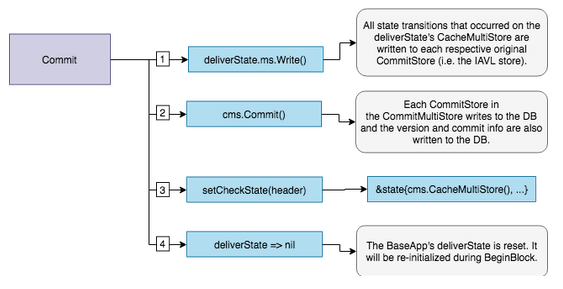 Commit
1
deliverState.ms.Write()
All state transitions that occurred on the
deliverState's CacheMultiStore are
written to each respective original
CommitStore (i.e. the IAVL store).
2
cms.Commit()
Each CommitStore in
the CommitMultiStore writes to the DB
and the version and commit info are also
written to the DB.
3
setCheckState(header)
&state{cms.CacheMultiStore(), ...}
4
deliverState => nil
The BaseApp's deliverState is reset. It
will be re-initialized during BeginBlock.